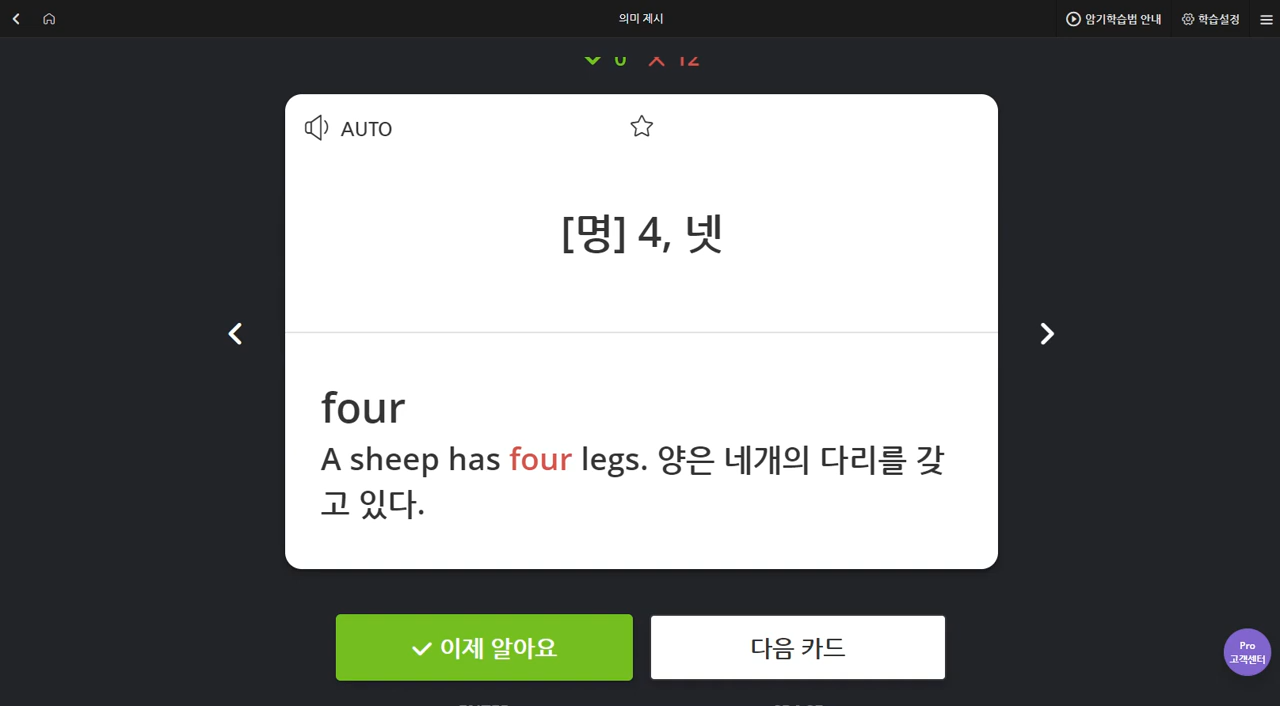 의미 제시
암기학습법 안내
학습설정
AUTO
[명] 4, 넷
four
A sheep has four legs. 양은 네개의 다리를 갖
고 있다.
이제 알아요
다음 카드
Pro
고객센터